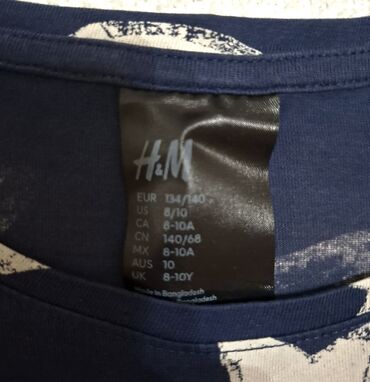 H&M
EUR 134/140
US 8/10
CA 8-10A
CN 140/68
MX 8-10A
AUS 10
UK 8-10Y
Made in Bangladesh